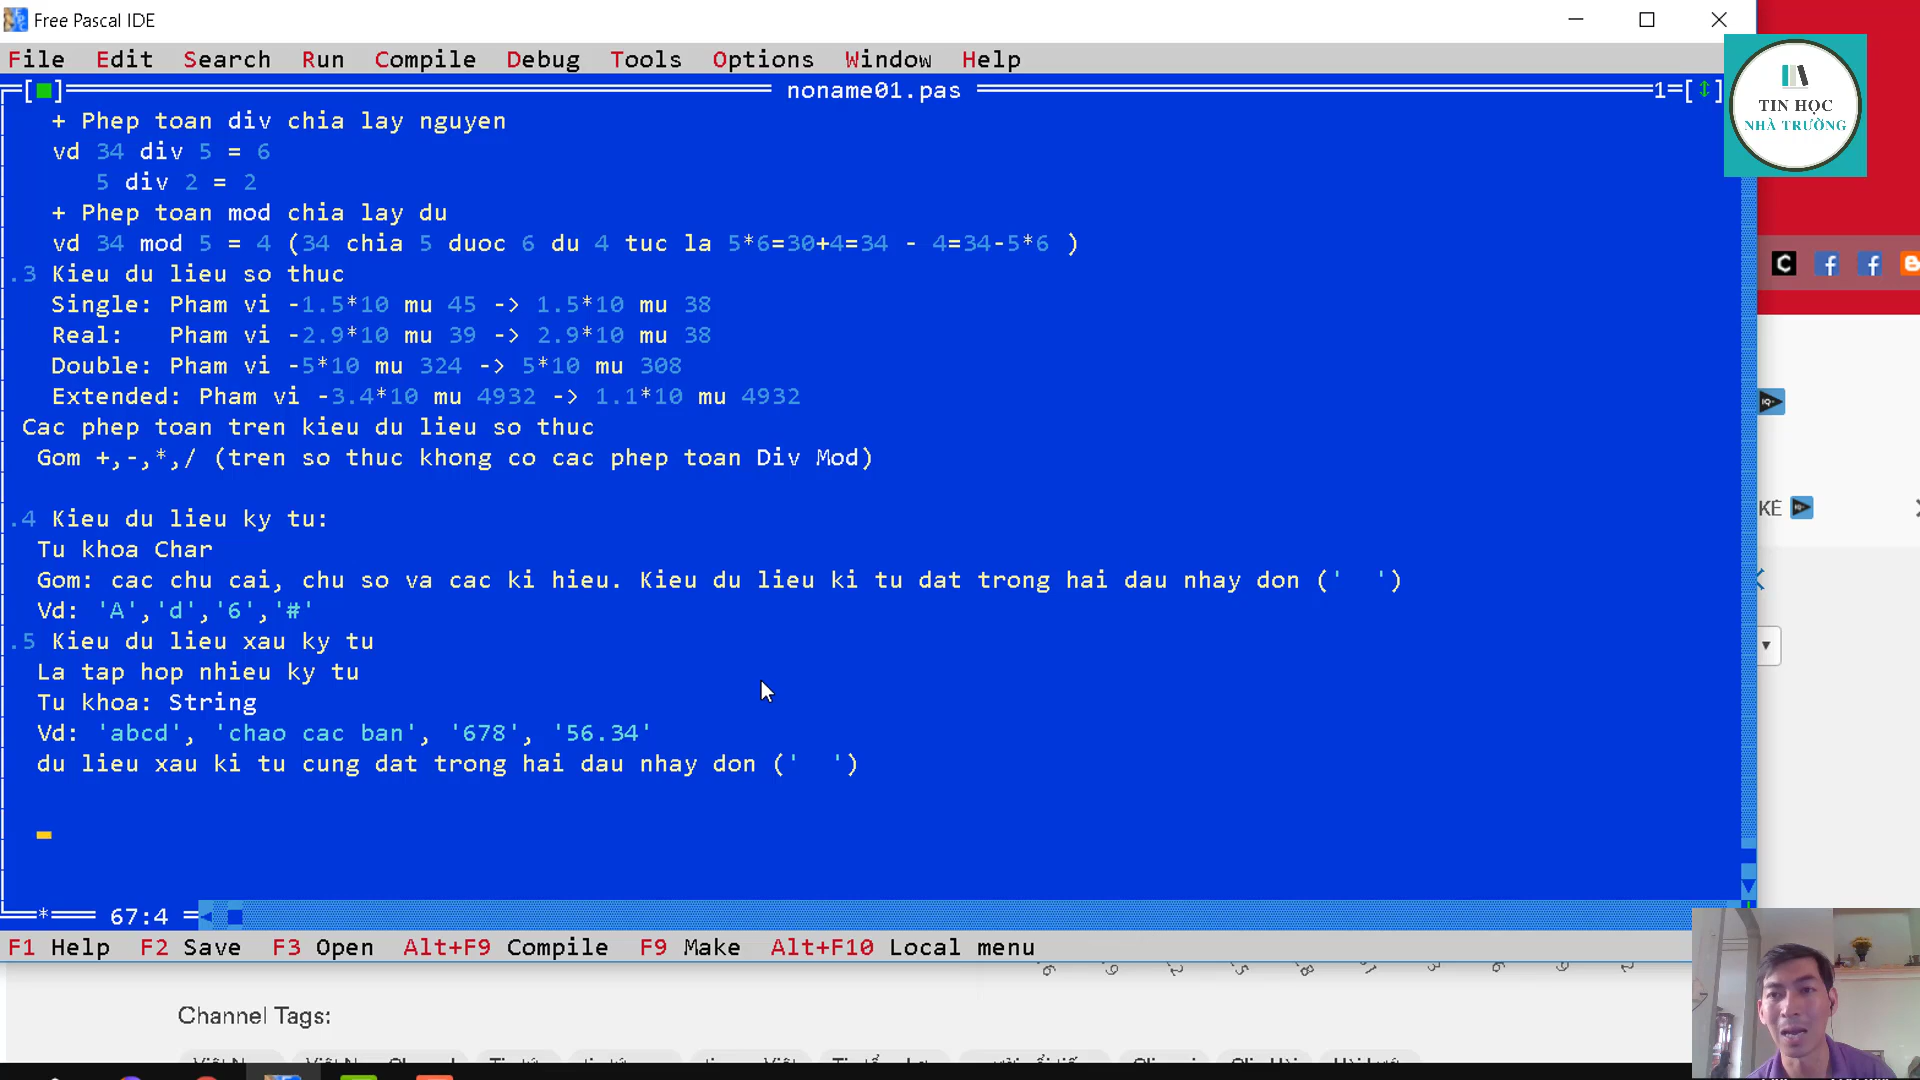 Free Pascal IDE
File Edit Search Run Compile Debug Tools Options Window Help
noname01.pas 1
TIN HỌC
NHÀ TRƯỜNG
+ Phep toan div chia lay nguyen
vd 34 div 5 = 6
5 div 2 = 2
+ Phep toan mod chia lay du
vd 34 mod 5 = 4 (34 chia 5 duoc 6 du 4 tuc la 5*6=30+4=34 - 4=34-5*6 )
.3 Kieu du lieu so thuc
Single: Pham vi -1.5*10 mu 45 -> 1.5*10 mu 38
Real: Pham vi -2.9*10 mu 39 -> 2.9*10 mu 38
Double: Pham vi -5*10 mu 324 -> 5*10 mu 308
Extended: Pham vi -3.4*10 mu 4932 -> 1.1*10 mu 4932
Cac phep toan tren kieu du lieu so thuc
Gom +,-,*,/ (tren so thuc khong co cac phep toan Div Mod)
KÊ
.4 Kieu du lieu ky tu:
Tu khoa Char
Gom: cac chu cai, chu so va cac ki hieu. Kieu du lieu ki tu dat trong hai dau nhay don (' ')
Vd: 'A','d','6','#'
.5 Kieu du lieu xau ky tu
La tap hop nhieu ky tu
Tu khoa: String
Vd: 'abcd', 'chao cac ban', '678', '56.34'
du lieu xau ki tu cung dat trong hai dau nhay don (' ')
67:4
F1 Help F2 Save F3 Open Alt+F9 Compile F9 Make Alt+F10 Local menu
Channel Tags: